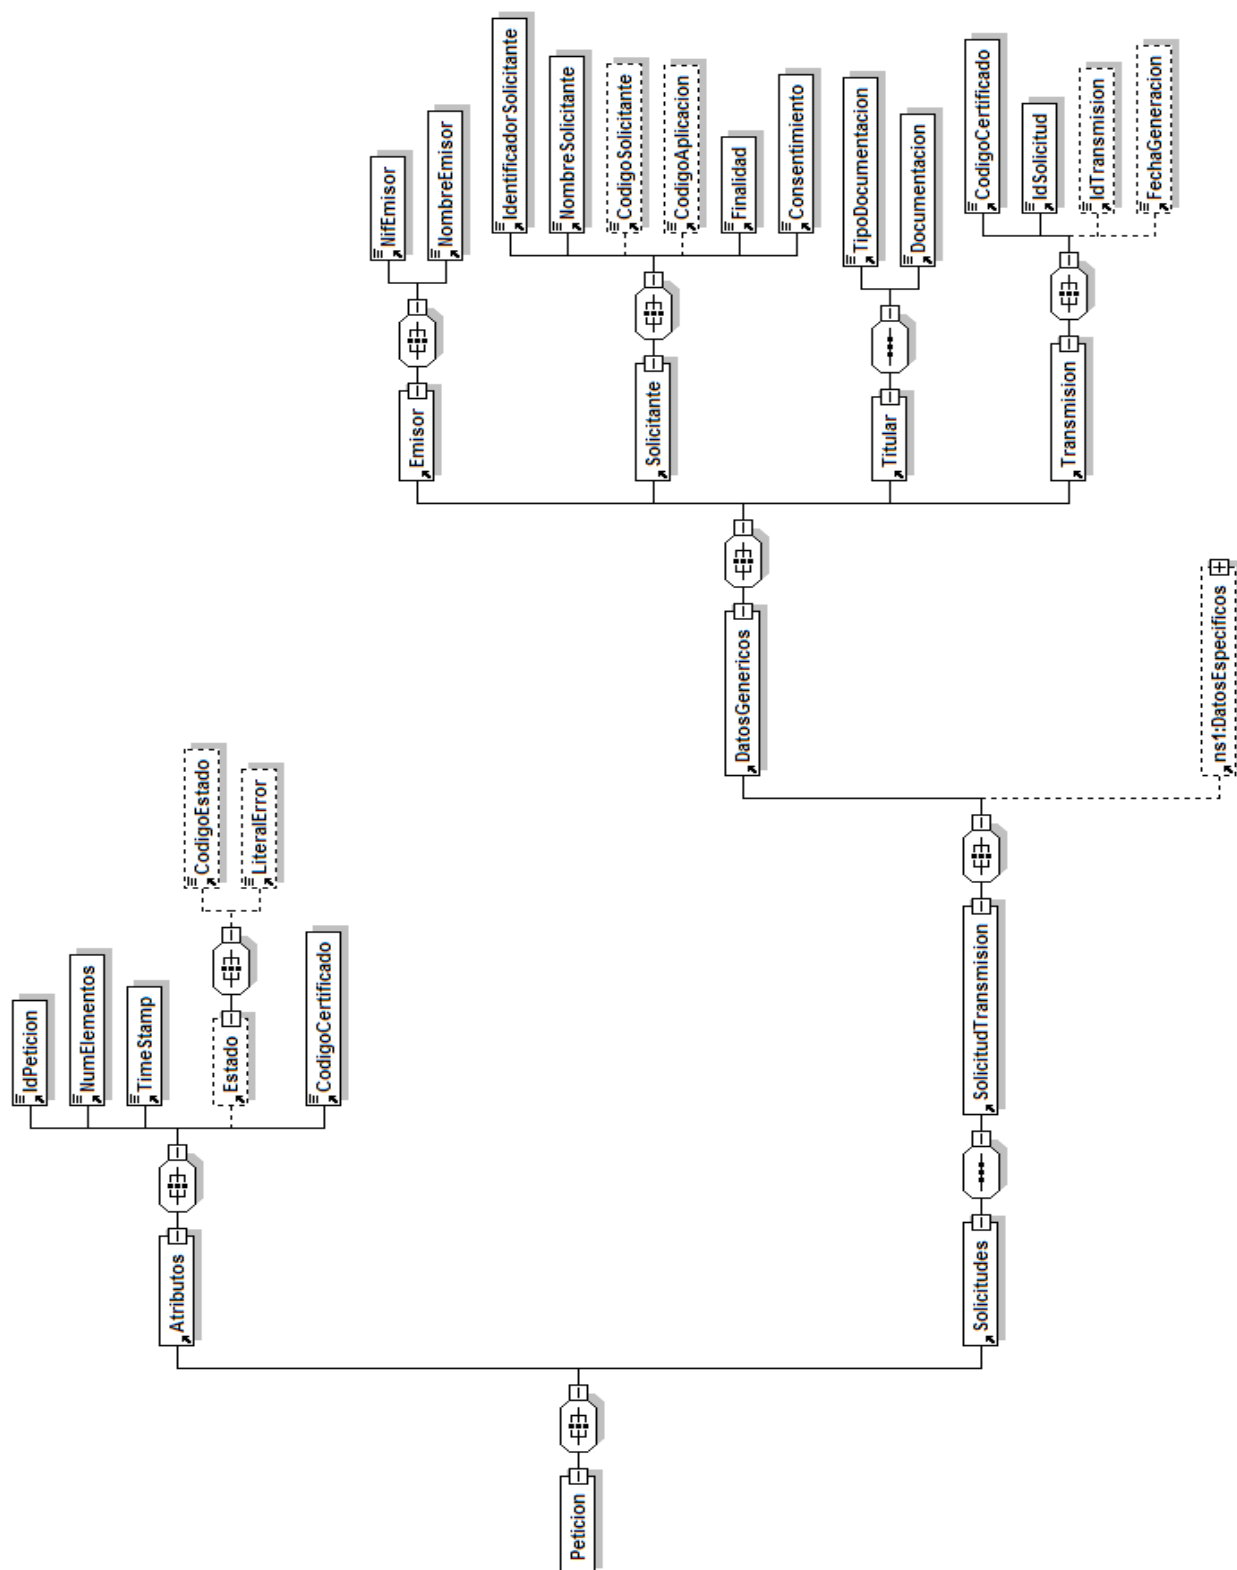 Peticion
Atributos
IdPeticion
NumElementos
TimeStamp
Estado
CodigoEstado
LiteralError
CodigoCertificado
Solicitudes
SolicitudTransmision
DatosGenericos
Emisor
NifEmisor
NombreEmisor
Solicitante
IdentificadorSolicitante
NombreSolicitante
CodigoSolicitante
CodigoAplicacion
Finalidad
Consentimiento
Titular
TipoDocumentacion
Documentacion
Transmision
CodigoCertificado
IdSolicitud
IdTransmision
FechaGeneracion
ns1:DatosEspecificos